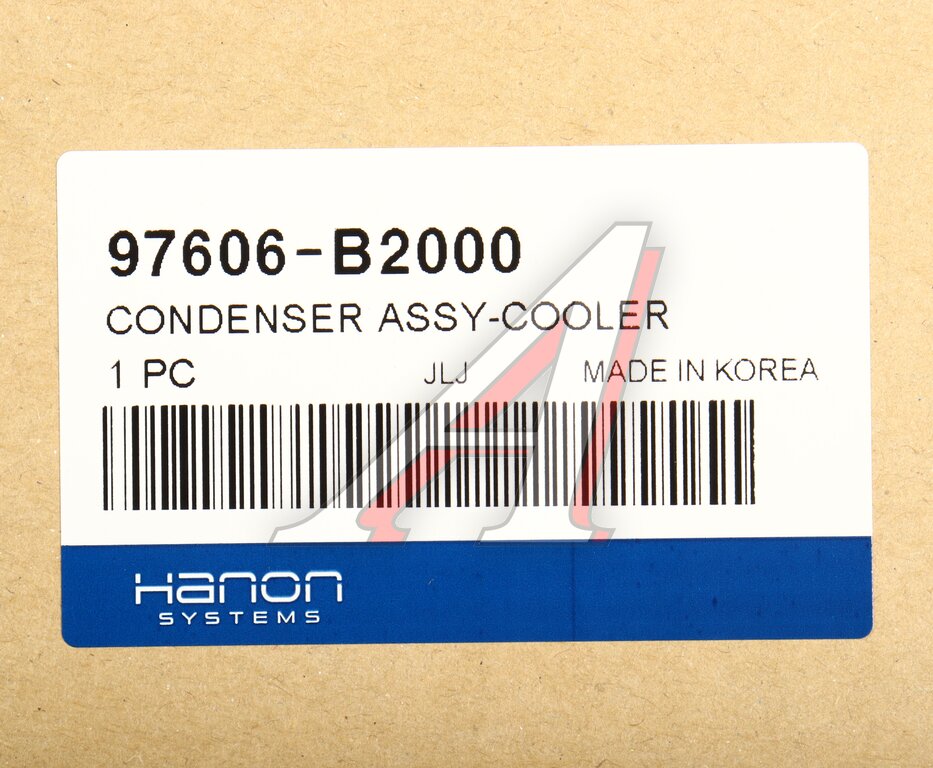 97606-B2000
CONDENSER ASSY-COOLER
1 PC JLJ MADE IN KOREA
Hanon
SYSTEMS